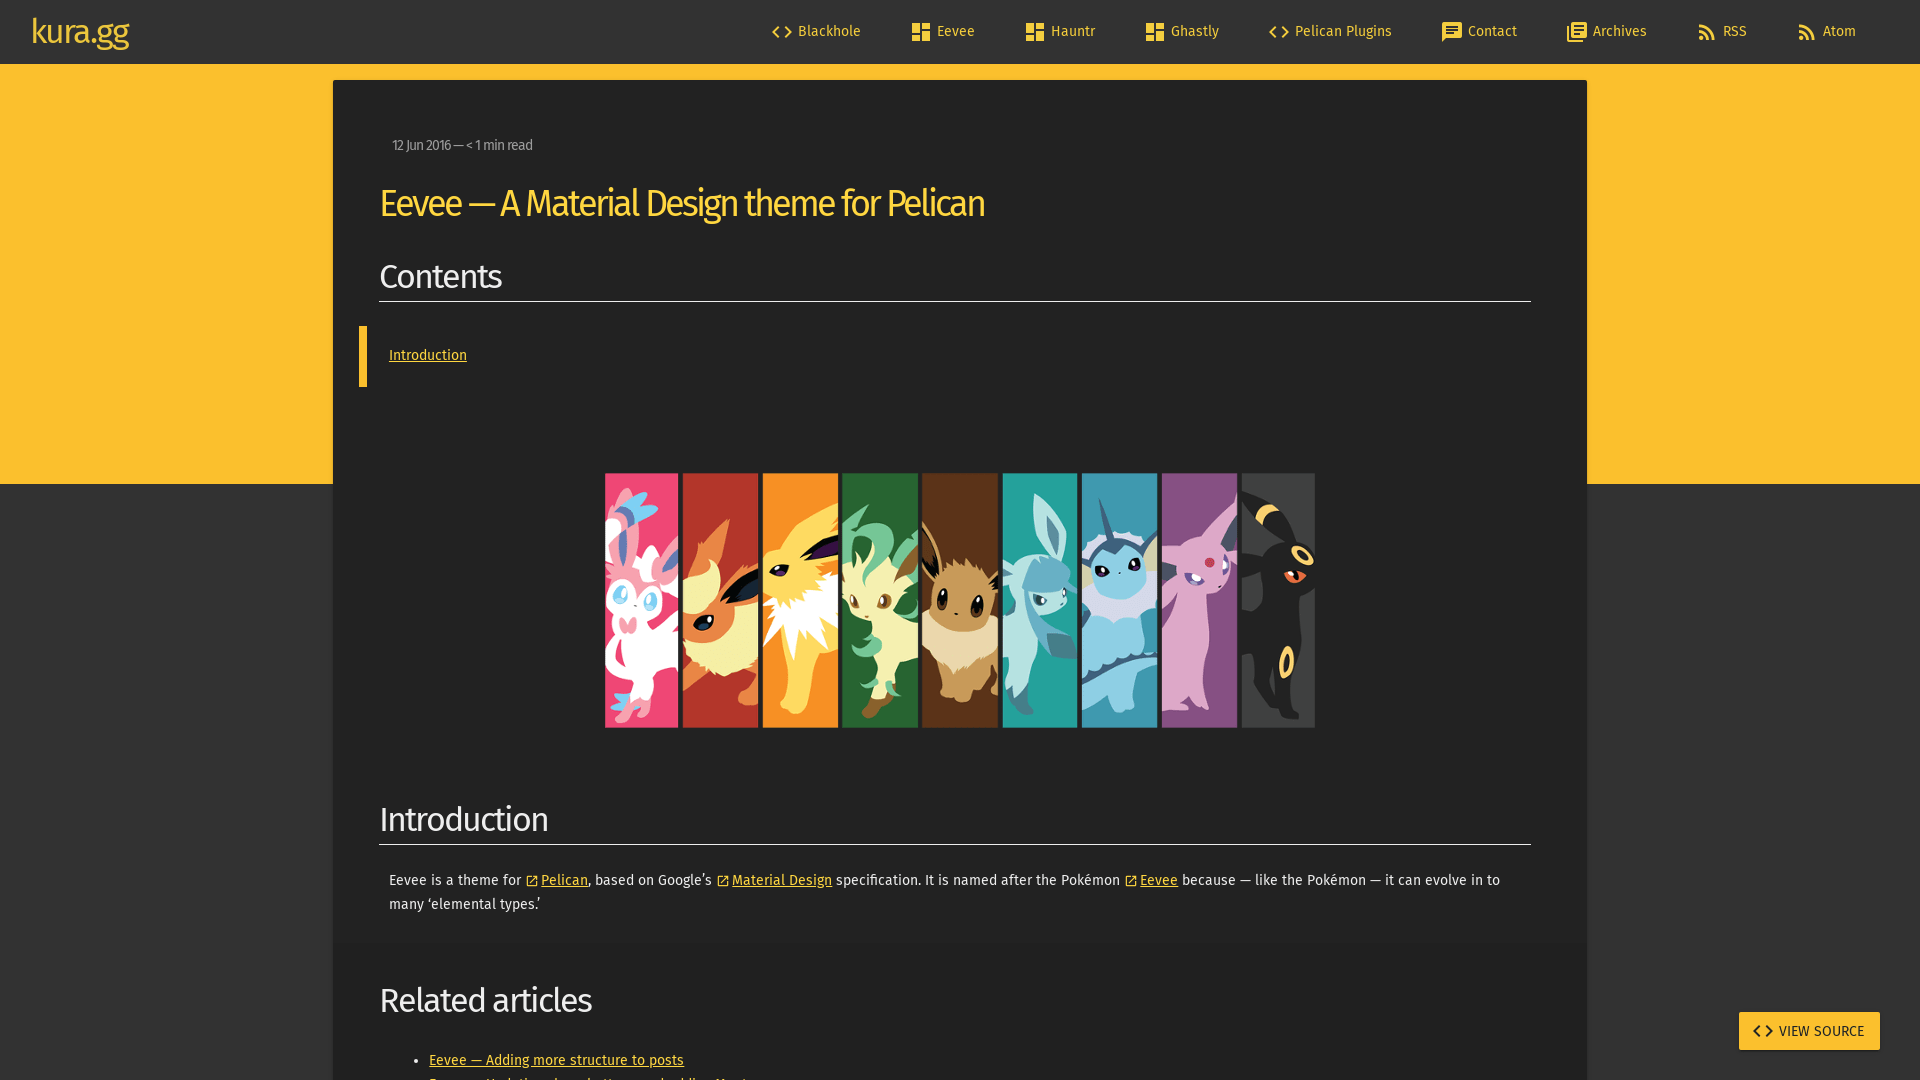 kura.gg
Blackhole
Eevee
Hauntr
Ghastly
Pelican Plugins
Contact
Archives
RSS
Atom
12 Jun 2016 — < 1 min read
Eevee — A Material Design theme for Pelican
Contents
Introduction
Introduction
Eevee is a theme for Pelican, based on Google’s Material Design specification. It is named after the Pokémon Eevee because — like the Pokémon — it can evolve in to
many ‘elemental types.’
Related articles
Eevee — Adding more structure to posts
VIEW SOURCE